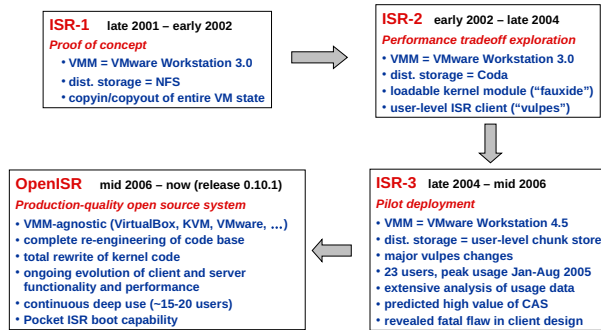 ISR-1 late 2001 – early 2002
Proof of concept
• VMM = VMware Workstation 3.0
• dist. storage = NFS
• copyin/copyout of entire VM state
ISR-2 early 2002 – late 2004
Performance tradeoff exploration
• VMM = VMware Workstation 3.0
• dist. storage = Coda
• loadable kernel module (“fauxide”)
• user-level ISR client (“vulpes”)
ISR-3 late 2004 – mid 2006
Pilot deployment
• VMM = VMware Workstation 4.5
• dist. storage = user-level chunk store
• major vulpes changes
• 23 users, peak usage Jan-Aug 2005
• extensive analysis of usage data
• predicted high value of CAS
• revealed fatal flaw in client design
OpenISR mid 2006 – now (release 0.10.1)
Production-quality open source system
• VMM-agnostic (VirtualBox, KVM, VMware, …)
• complete re-engineering of code base
• total rewrite of kernel code
• ongoing evolution of client and server
functionality and performance
• continuous deep use (~15-20 users)
• Pocket ISR boot capability